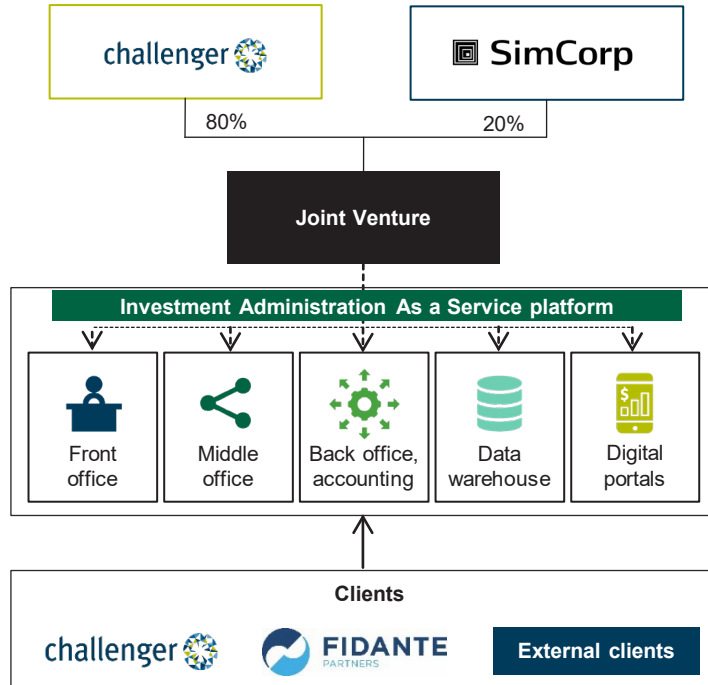 challenger
SimCorp
80%
20%
Joint Venture
Investment Administration As a Service platform
Front
office
Middle
office
Back office,
accounting
Data
warehouse
$
Digital
portals
Clients
challenger
FIDANTE
PARTNERS
External clients